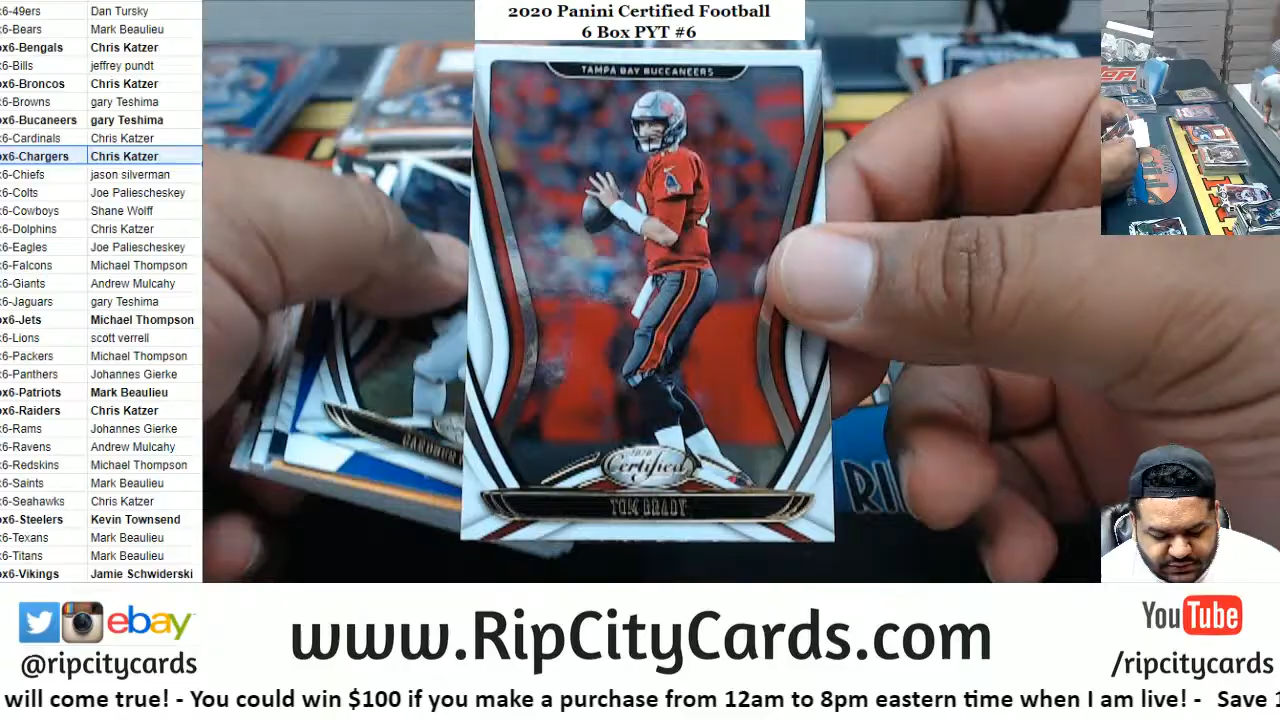 2020 Panini Certified Football
6 Box PYT #6
x6-49ers Dan Tursky
x6-Bears Mark Beaulieu
ox6-Bengals Chris Katzer
x6-Bills jeffrey pundt
ox6-Broncos Chris Katzer
x6-Browns gary Teshima
ox6-Bucaneers gary Teshima
x6-Cardinals Chris Katzer
ox6-Chargers Chris Katzer
x6-Chiefs jason silverman
x6-Colts Joe Paliescheskey
x6-Cowboys Shane Wolff
x6-Dolphins Chris Katzer
x6-Eagles Joe Paliescheskey
x6-Falcons Michael Thompson
x6-Giants Andrew Mulcahy
x6-Jaguars gary Teshima
ox6-Jets Michael Thompson
x6-Lions scott verrell
x6-Packers Michael Thompson
x6-Panthers Johannes Gierke
ox6-Patriots Mark Beaulieu
ox6-Raiders Chris Katzer
x6-Rams Johannes Gierke
x6-Ravens Andrew Mulcahy
x6-Redskins Michael Thompson
x6-Saints Mark Beaulieu
x6-Seahawks Chris Katzer
ox6-Steelers Kevin Townsend
x6-Texans Mark Beaulieu
x6-Titans Mark Beaulieu
ox6-Vikings Jamie Schwiderski
TAMPA BAY BUCCANEERS
2020
Certified
TOM BRADY
RI
ebay
@ripcitycards
www.RipCityCards.com
YouTube
/ripcitycards
will come true! - You could win $100 if you make a purchase from 12am to 8pm eastern time when I am live! - Save 1